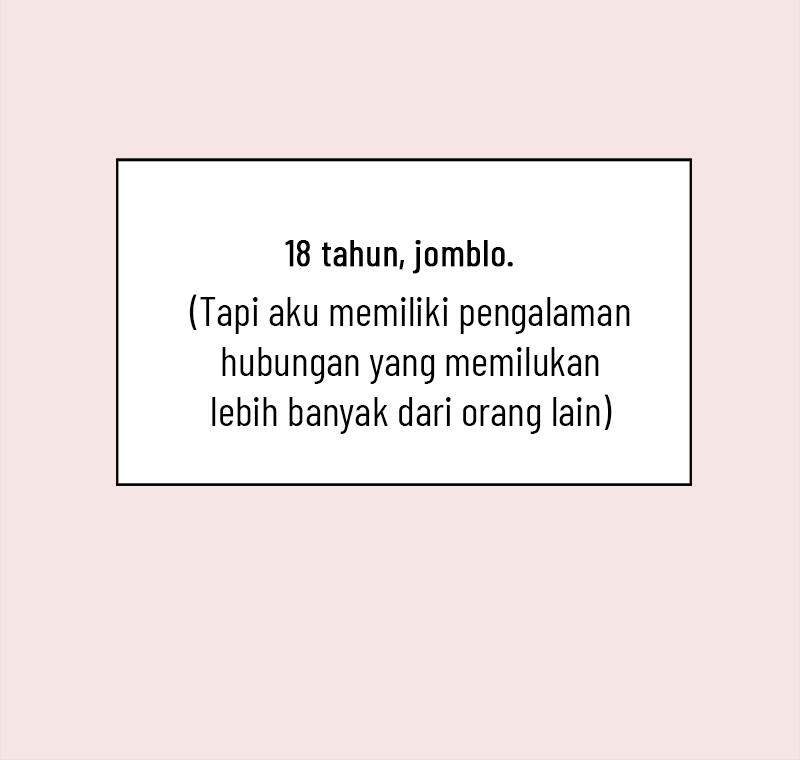 18 tahun, jomblo.
(Tapi aku memiliki pengalaman
hubungan yang memilukan
lebih banyak dari orang lain)